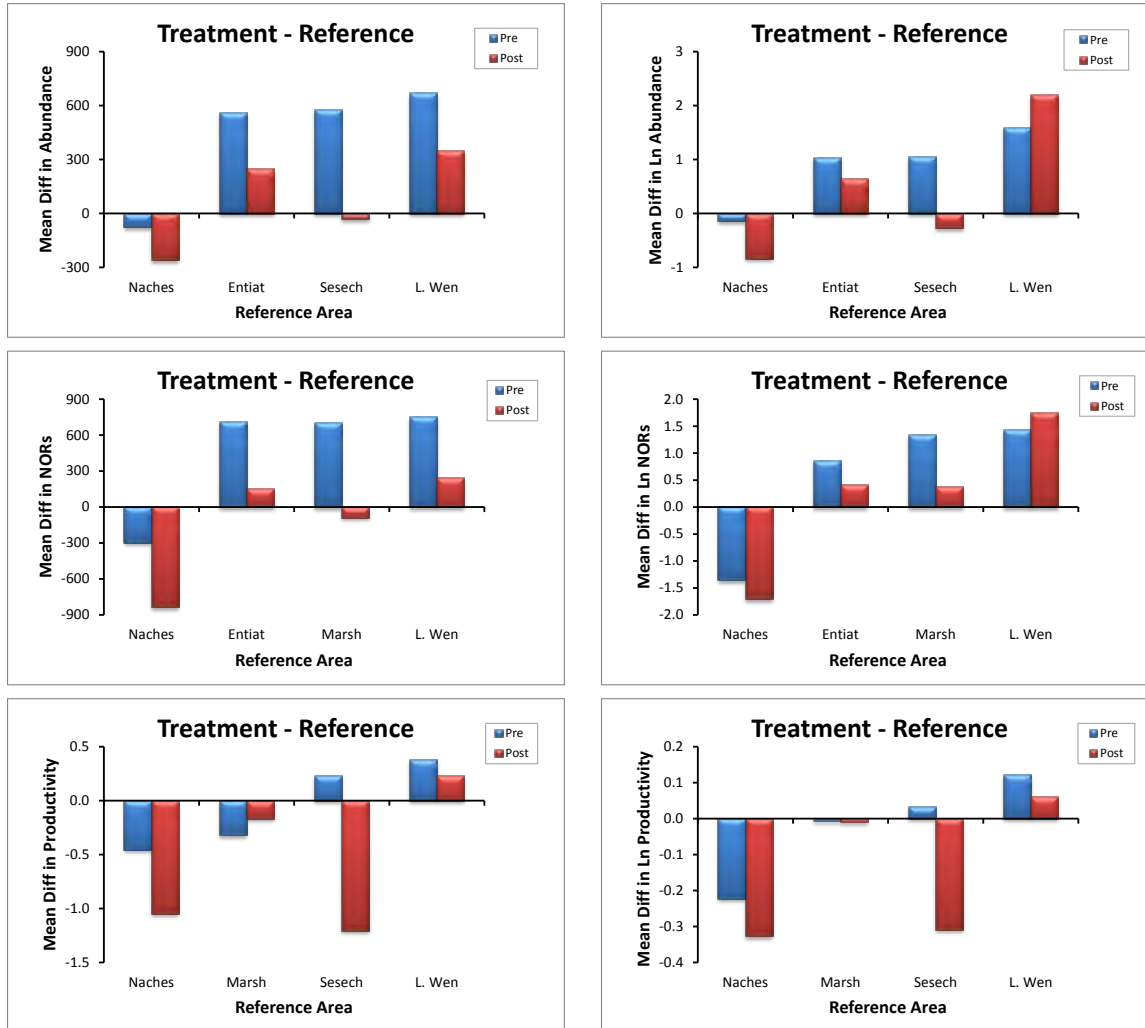 Treatment - Reference
Pre
Post
Mean Diff in Abundance
900
600
300
0
-300
Naches Entiat Sesech L. Wen
Reference Area
Treatment - Reference
Pre
Post
Mean Diff in Ln Abundance
3
2
1
0
-1
Naches Entiat Sesech L. Wen
Reference Area
Treatment - Reference
Pre
Post
Mean Diff in NORs
900
600
300
0
-300
-600
-900
Naches Entiat Marsh L. Wen
Reference Area
Treatment - Reference
Pre
Post
Mean Diff in Ln NORs
2.0
1.5
1.0
0.5
0.0
-0.5
-1.0
-1.5
-2.0
Naches Entiat Marsh L. Wen
Reference Area
Treatment - Reference
Pre
Post
Mean Diff in Productivity
0.5
0.0
-0.5
-1.0
-1.5
Naches Marsh Sesech L. Wen
Reference Area
Treatment - Reference
Pre
Post
Mean Diff in Ln Productivity
0.2
0.1
0.0
-0.1
-0.2
-0.3
-0.4
Naches Marsh Sesech L. Wen
Reference Area